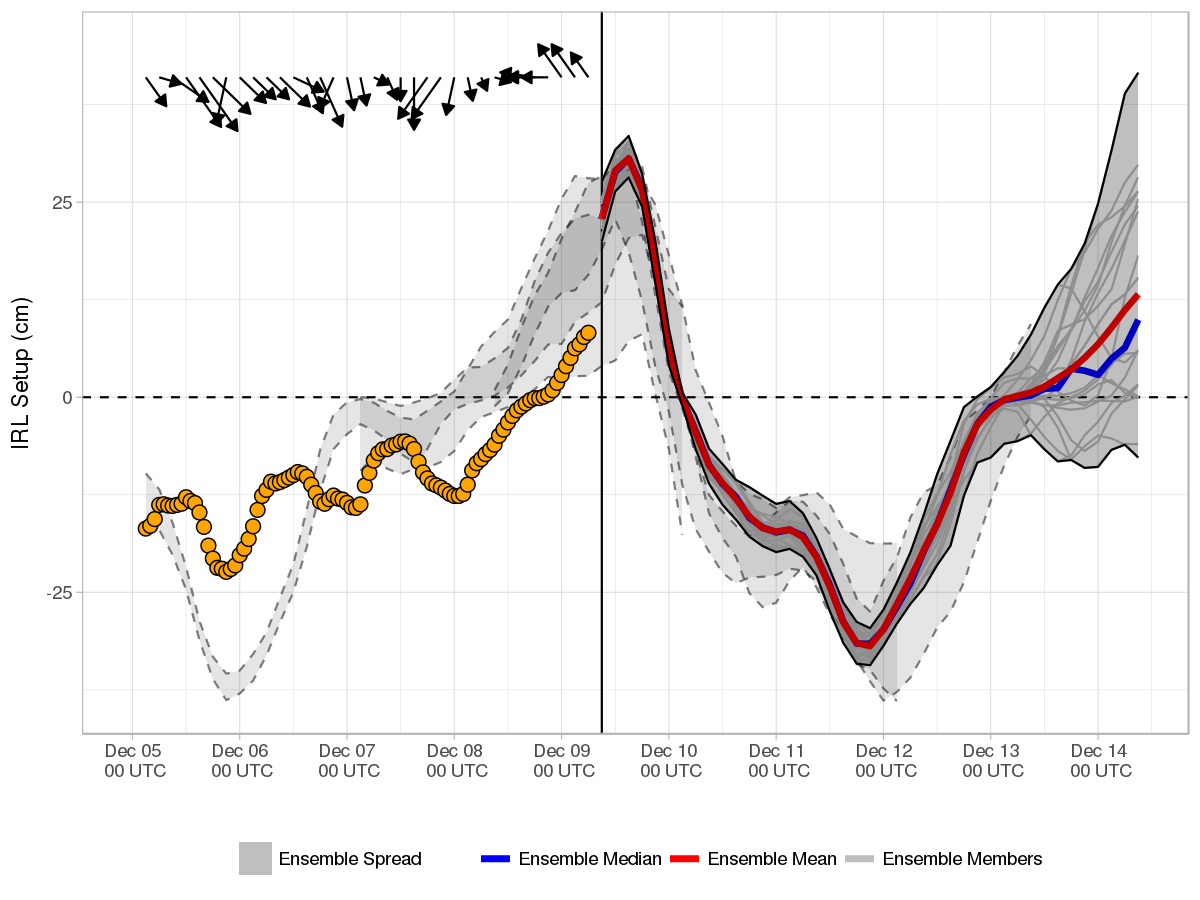 IRL Setup (cm)
25
0
-25
Dec 05 Dec 06 Dec 07 Dec 08 Dec 09 Dec 10 Dec 11 Dec 12 Dec 13 Dec 14
00 UTC 00 UTC 00 UTC 00 UTC 00 UTC 00 UTC 00 UTC 00 UTC 00 UTC 00 UTC
Ensemble Spread Ensemble Median Ensemble Mean Ensemble Members